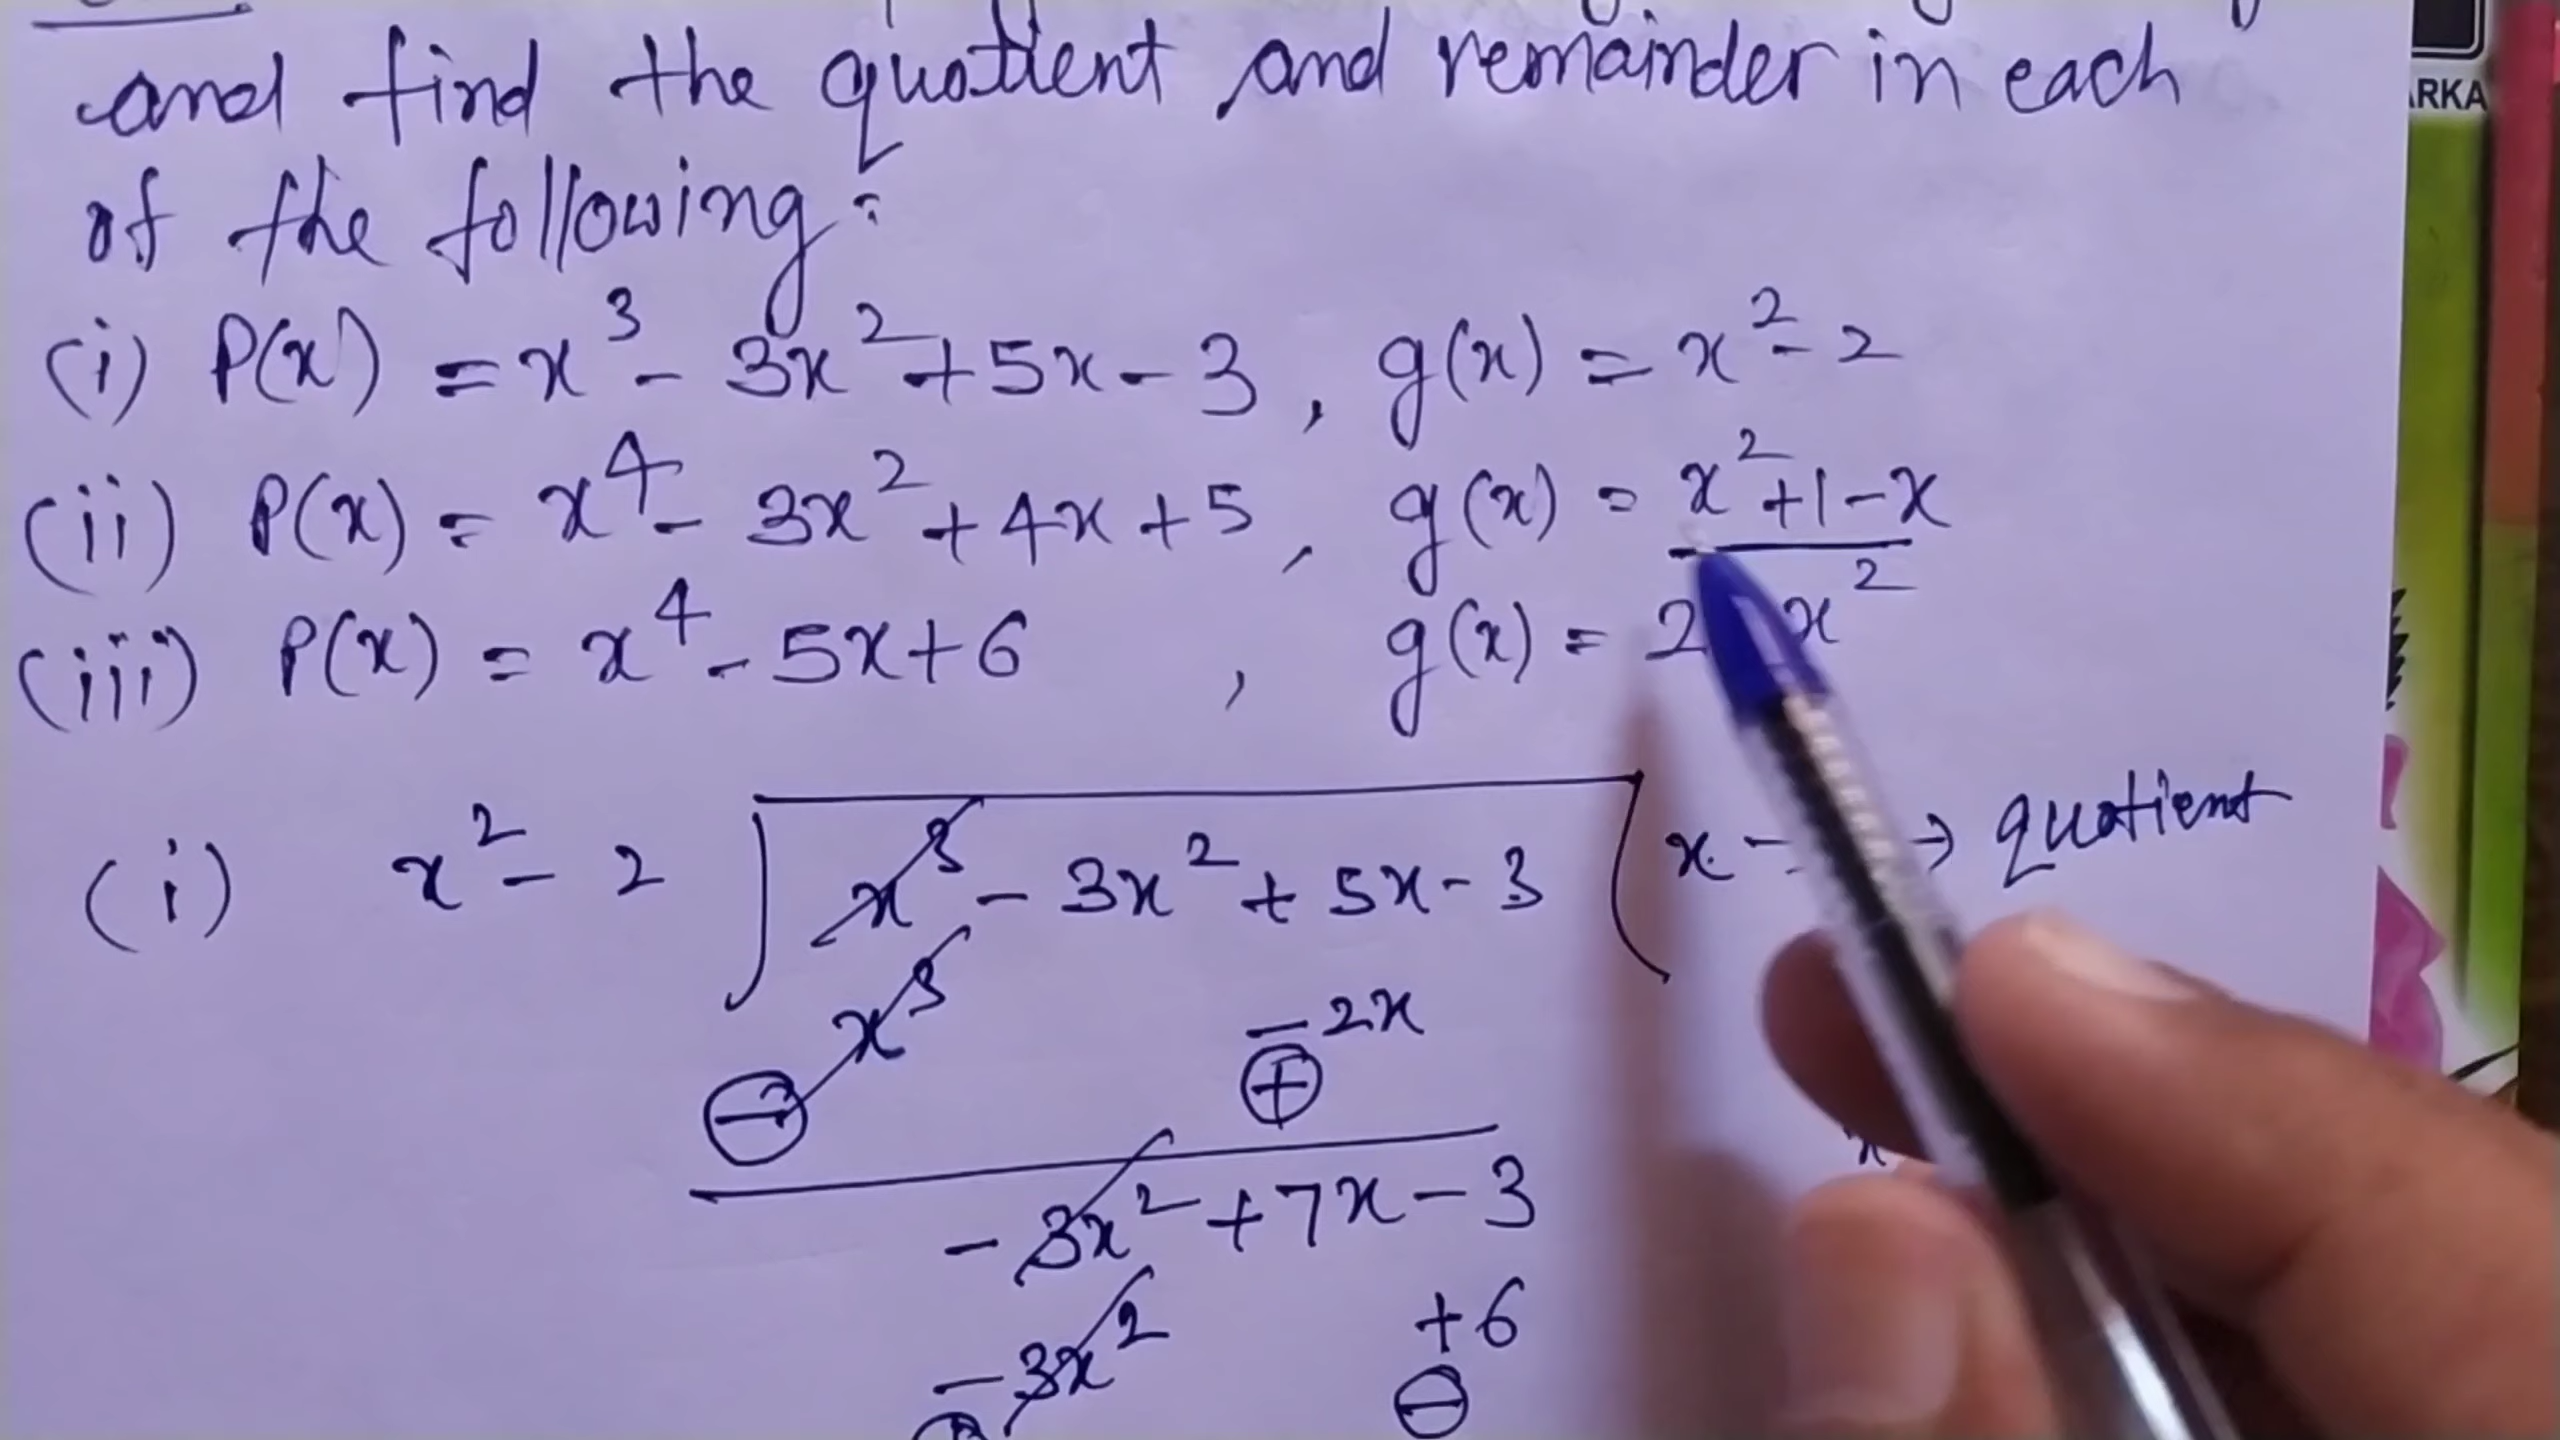 and find the quotient and remainder in each
of the following:
(i) P(x) = x³ - 3x² + 5x - 3, g(x) = x² - 2
(ii) P(x) = x⁴ - 3x² + 4x + 5, g(x) = x² + 1 - x
(iii) P(x) = x⁴ - 5x + 6, g(x) = 2 x²
(i) x² - 2 x³ - 3x² + 5x - 3 x - → quotient
x³ - 2x
⊖ ⊕
- 3x² + 7x - 3
- 3x² + 6
⊖
ARKA